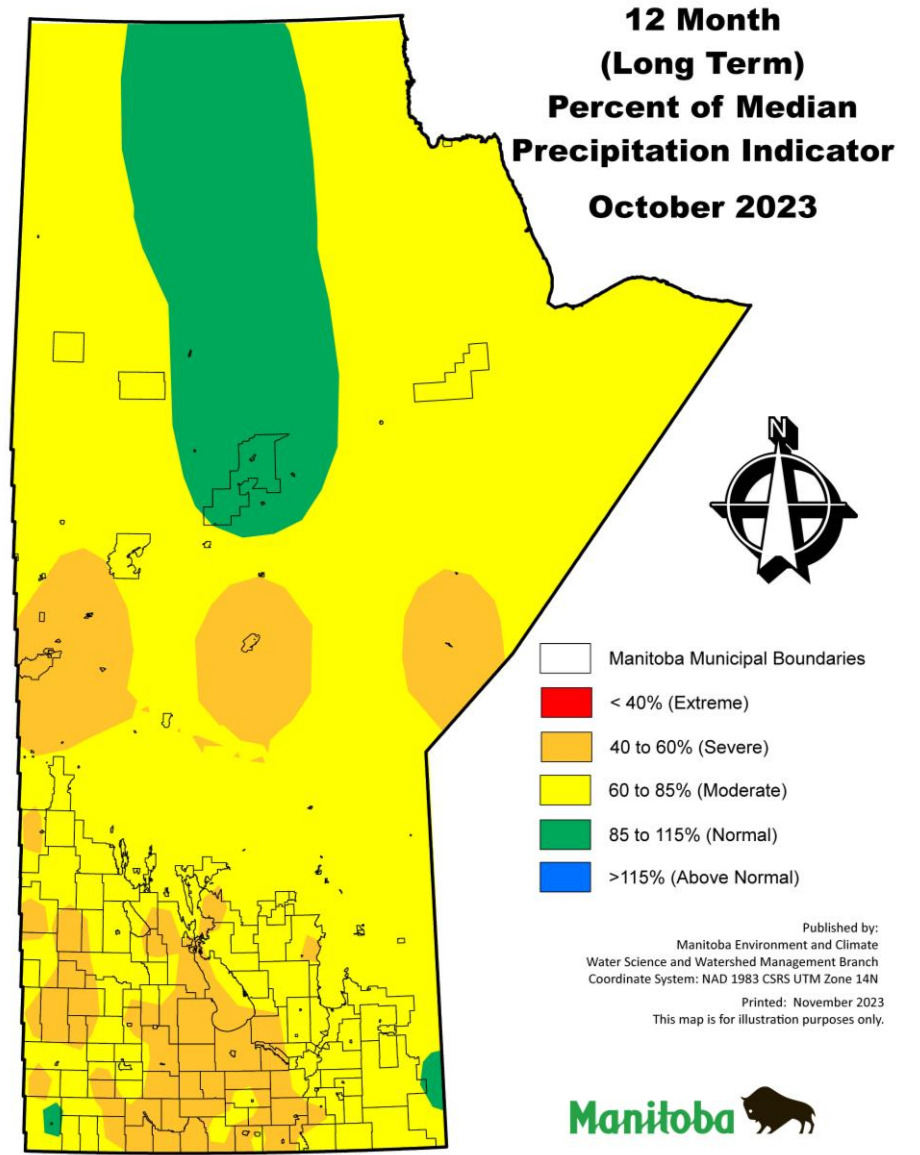 12 Month
(Long Term)
Percent of Median
Precipitation Indicator
October 2023
N
Manitoba Municipal Boundaries
< 40% (Extreme)
40 to 60% (Severe)
60 to 85% (Moderate)
85 to 115% (Normal)
>115% (Above Normal)
Published by:
Manitoba Environment and Climate
Water Science and Watershed Management Branch
Coordinate System: NAD 1983 CSRS UTM Zone 14N
Printed: November 2023
This map is for illustration purposes only.
Manitoba